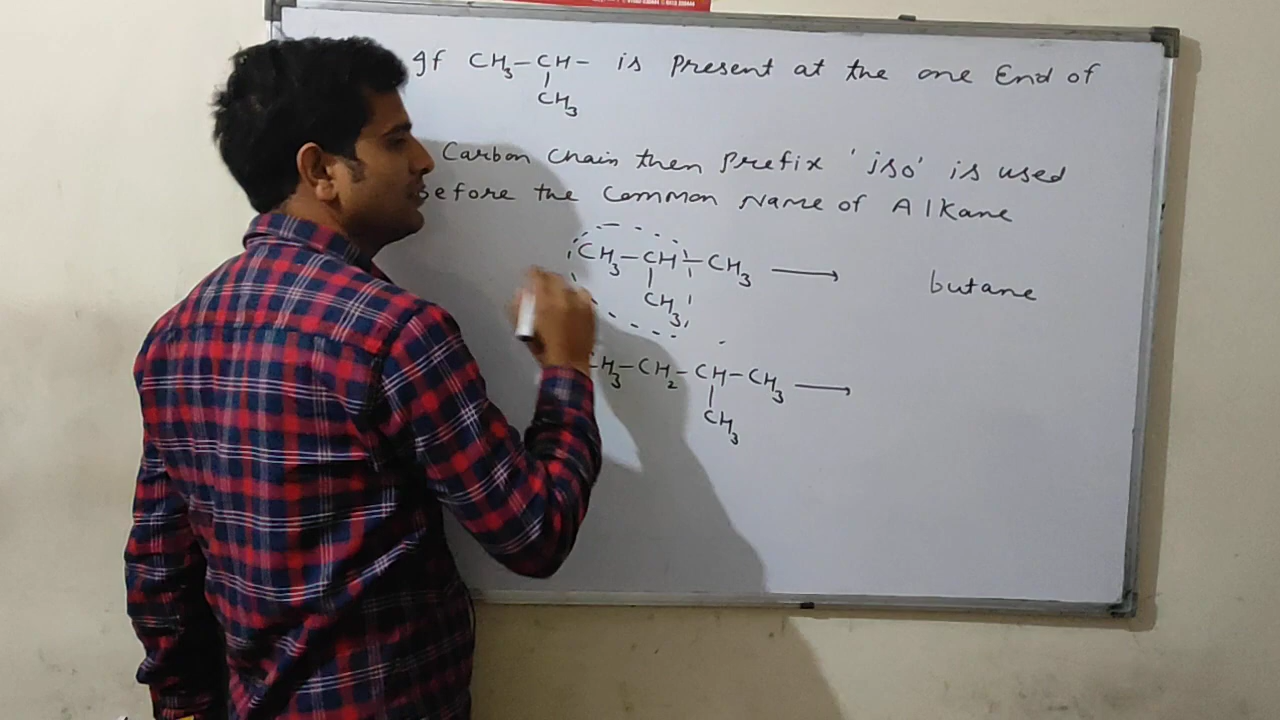 If CH₃–CH– is present at the one End of
CH₃
Carbon chain then prefix 'iso' is used
before the Common Name of Alkane
CH₃–CH–CH₃ ⟶ butane
CH₃
CH₃–CH₂–CH–CH₃ ⟶
CH₃